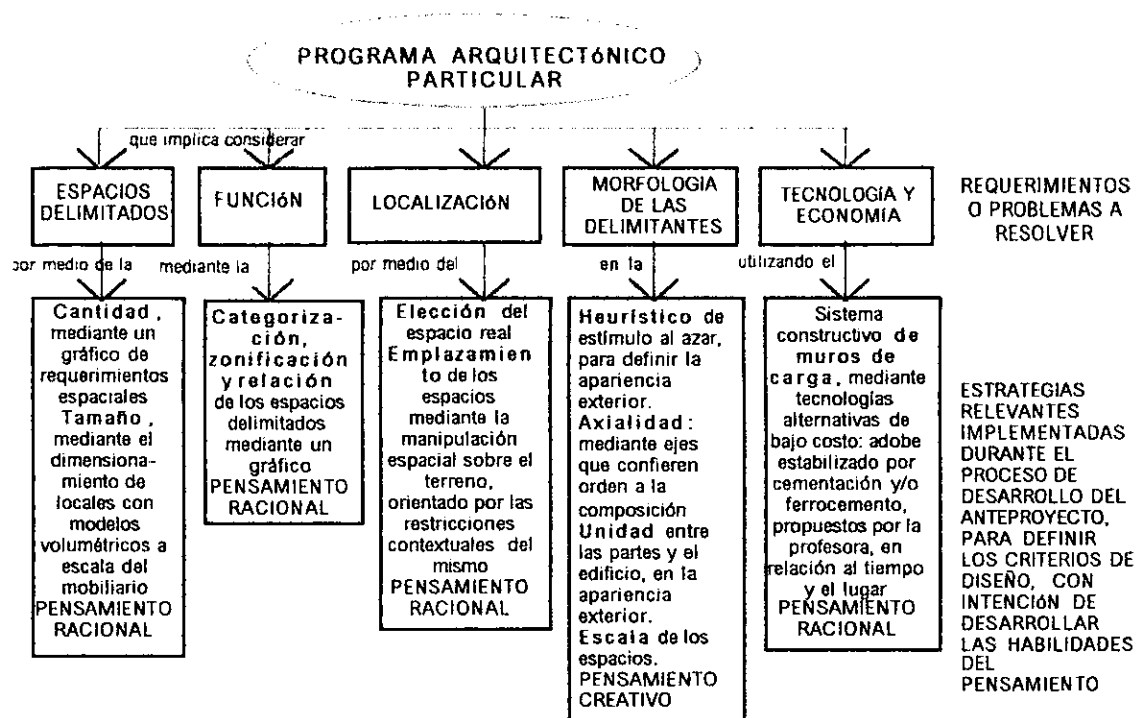 PROGRAMA ARQUITECTóNICO
PARTICULAR
que implica considerar
ESPACIOS
DELIMITADOS
FUNCIóN
LOCALIZACIóN
MORFOLOGíA
DE LAS
DELIMITANTES
TECNOLOGíA Y
ECONOMíA
REQUERIMIENTOS
O PROBLEMAS A
RESOLVER
por medio de la
mediante la
por medio del
en la
utilizando el
Cantidad,
mediante un
gráfico de
requerimientos
espaciales
Tamaño,
mediante el
dimensiona-
miento de
locales con
modelos
volumétricos a
escala del
mobiliario
PENSAMIENTO
RACIONAL
Categoriza-
ción,
zonificación
y relación
de los espacios
delimitados
mediante un
gráfico
PENSAMIENTO
RACIONAL
Elección del
espacio real
Emplazamien
to de los
espacios
mediante la
manipulación
espacial sobre el
terreno,
orientado por las
restricciones
contextuales del
mismo
PENSAMIENTO
RACIONAL
Heurístico de
estímulo al azar,
para definir la
apariencia
exterior.
Axialidad:
mediante ejes
que confieren
orden a la
composición
Unidad entre
las partes y el
edificio, en la
apariencia
exterior.
Escala de los
espacios.
PENSAMIENTO
CREATIVO
Sistema
constructivo de
muros de
carga, mediante
tecnologías
alternativas de
bajo costo: adobe
estabilizado por
cementación y/o
ferrocemento,
propuestos por la
profesora, en
relación al tiempo
y el lugar
PENSAMIENTO
RACIONAL
ESTRATEGIAS
RELEVANTES
IMPLEMENTADAS
DURANTE EL
PROCESO DE
DESARROLLO DEL
ANTEPROYECTO,
PARA DEFINIR
LOS CRITERIOS DE
DISEÑO, CON
INTENCIóN DE
DESARROLLAR
LAS HABILIDADES
DEL
PENSAMIENTO